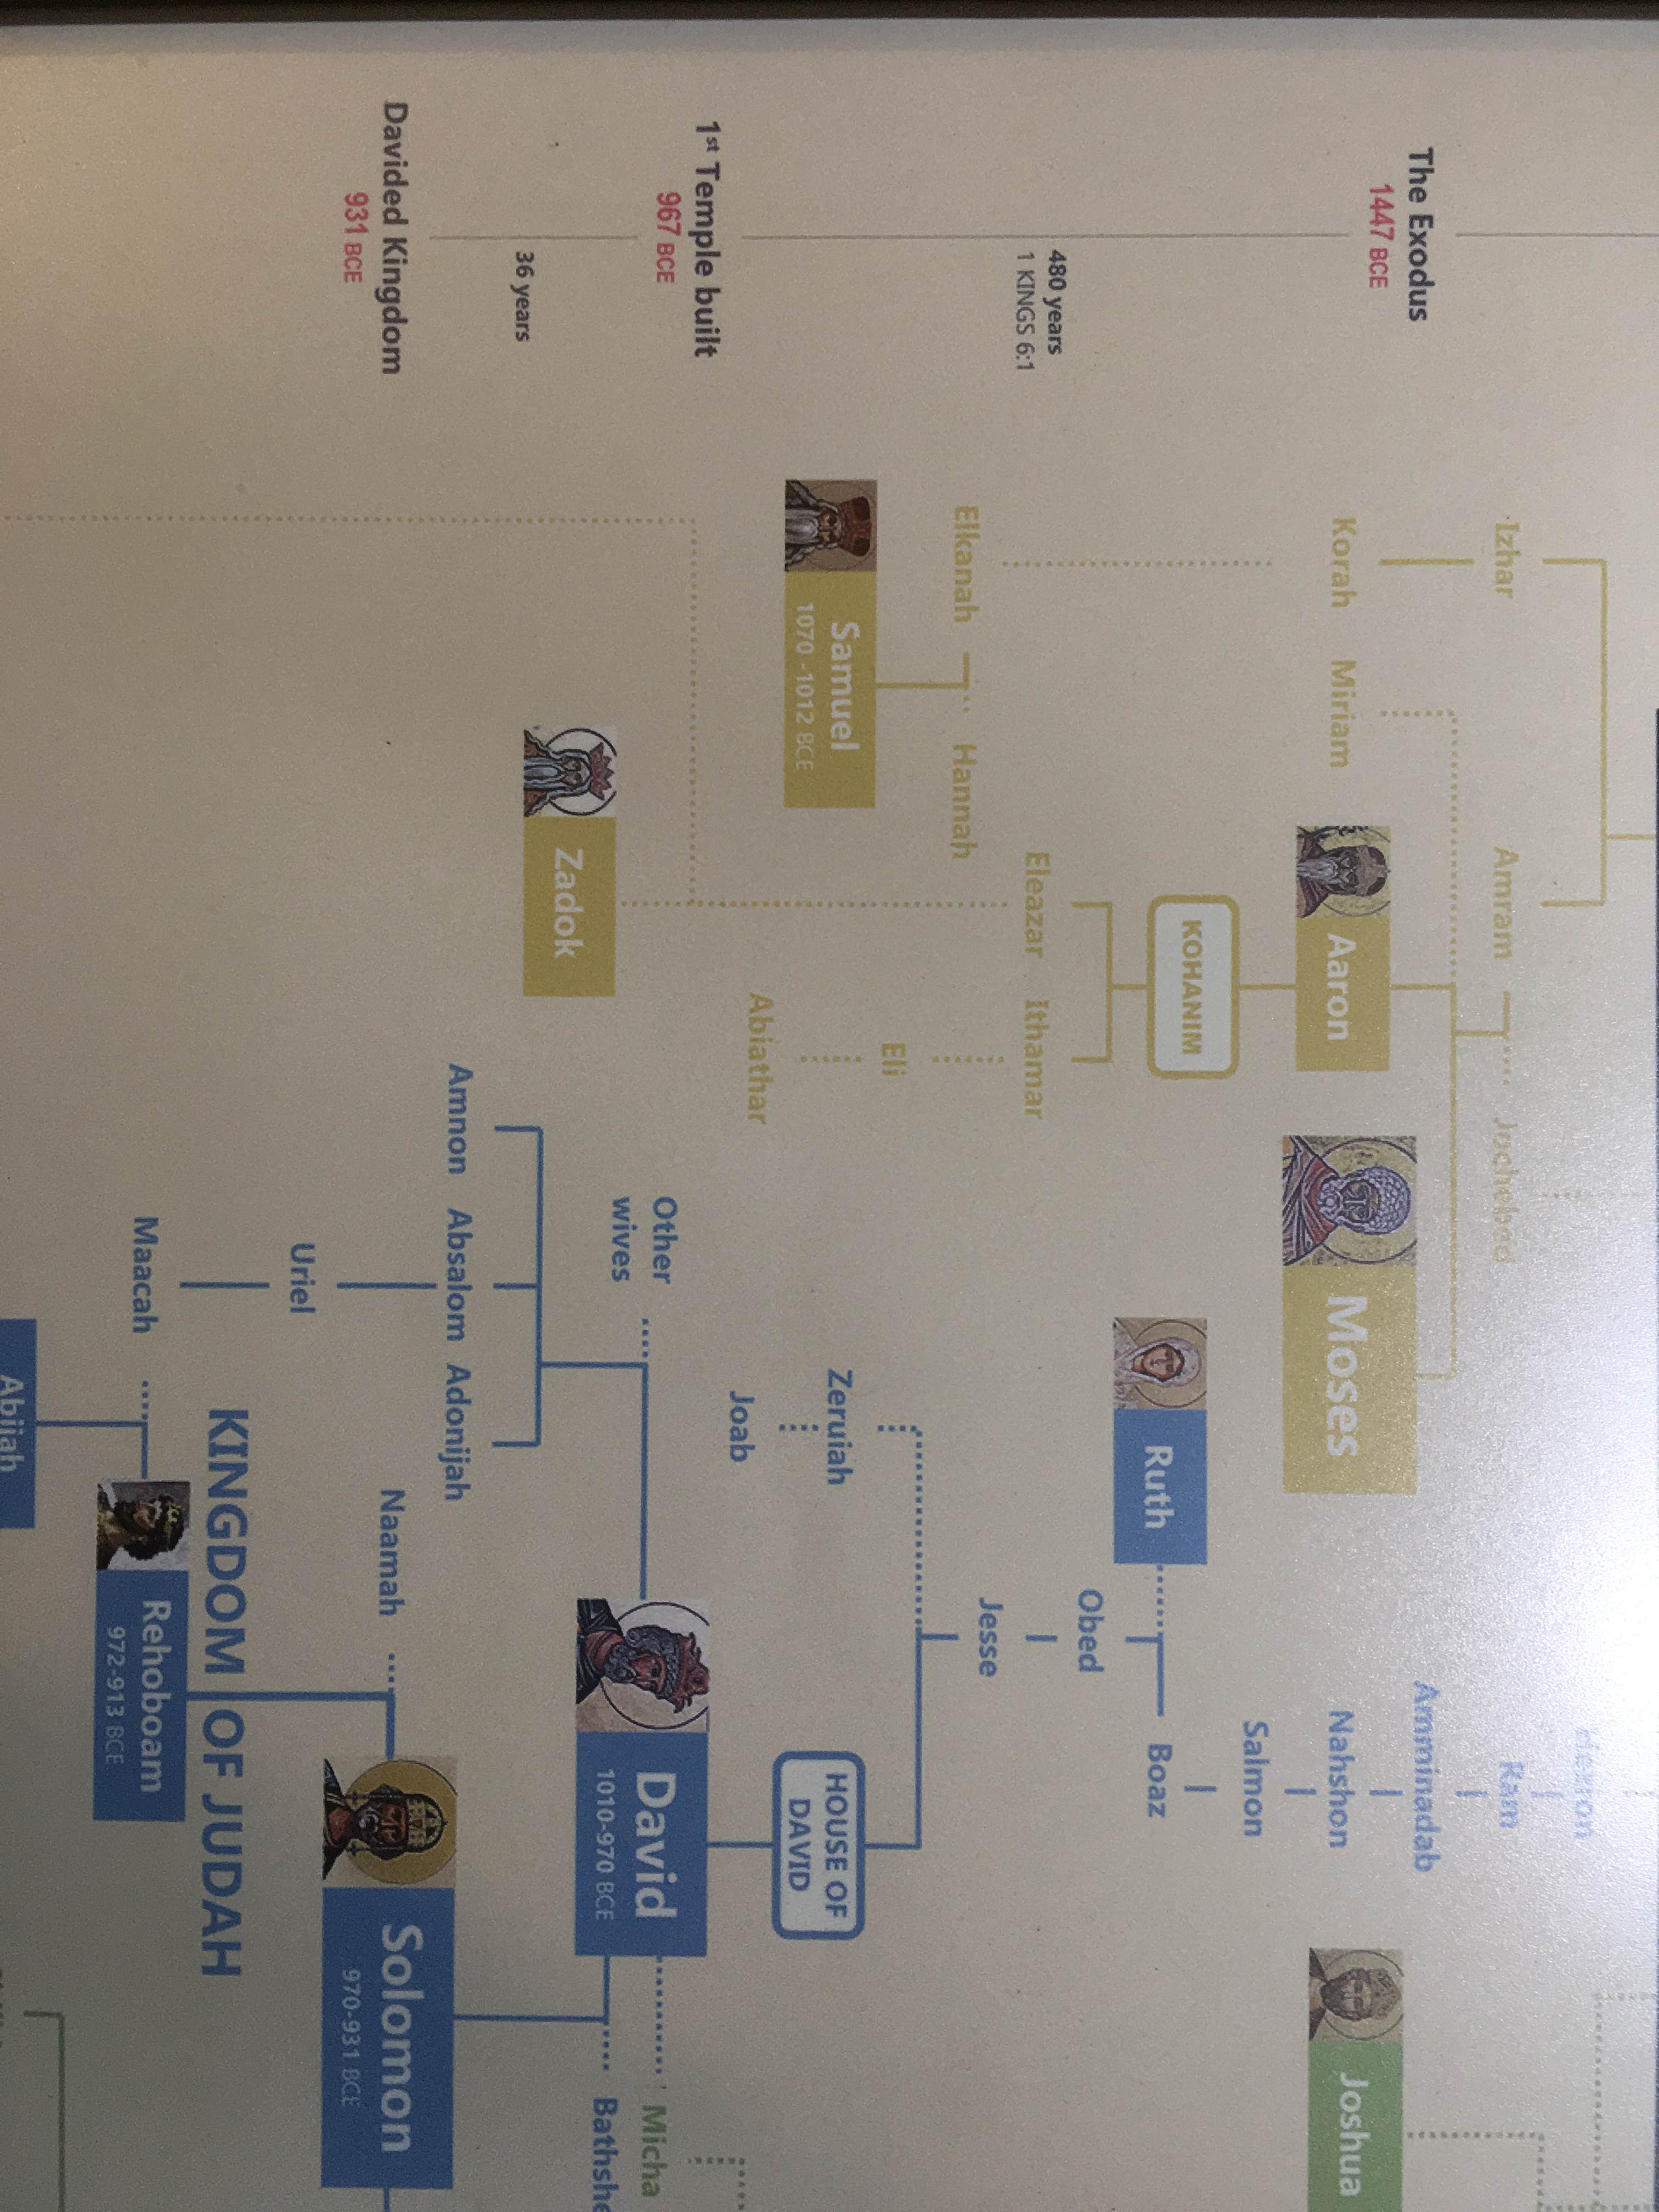 Hezron
Izhar
Amram
Jochebed
Ram
The Exodus
1447 BCE
Amminadab
Korah
Miriam
Aaron
Moses
Nahshon
Joshua
Salmon
KOHANIM
Ruth
Boaz
Obed
480 years
1 KINGS 6:1
Eleazar
Ithamar
Jesse
Elkanah
Hannah
Eli
Samuel
1070 -1012 BCE
Zeruiah
HOUSE OF
DAVID
Abiathar
Joab
1st Temple built
967 BCE
Other
wives
David
1010-970 BCE
Micha
Bathshe
Zadok
36 years
Amnon
Absalom
Adonijah
Davided Kingdom
931 BCE
Naamah
Solomon
970-931 BCE
Uriel
KINGDOM OF JUDAH
Maacah
Rehoboam
972-913 BCE
Abijah